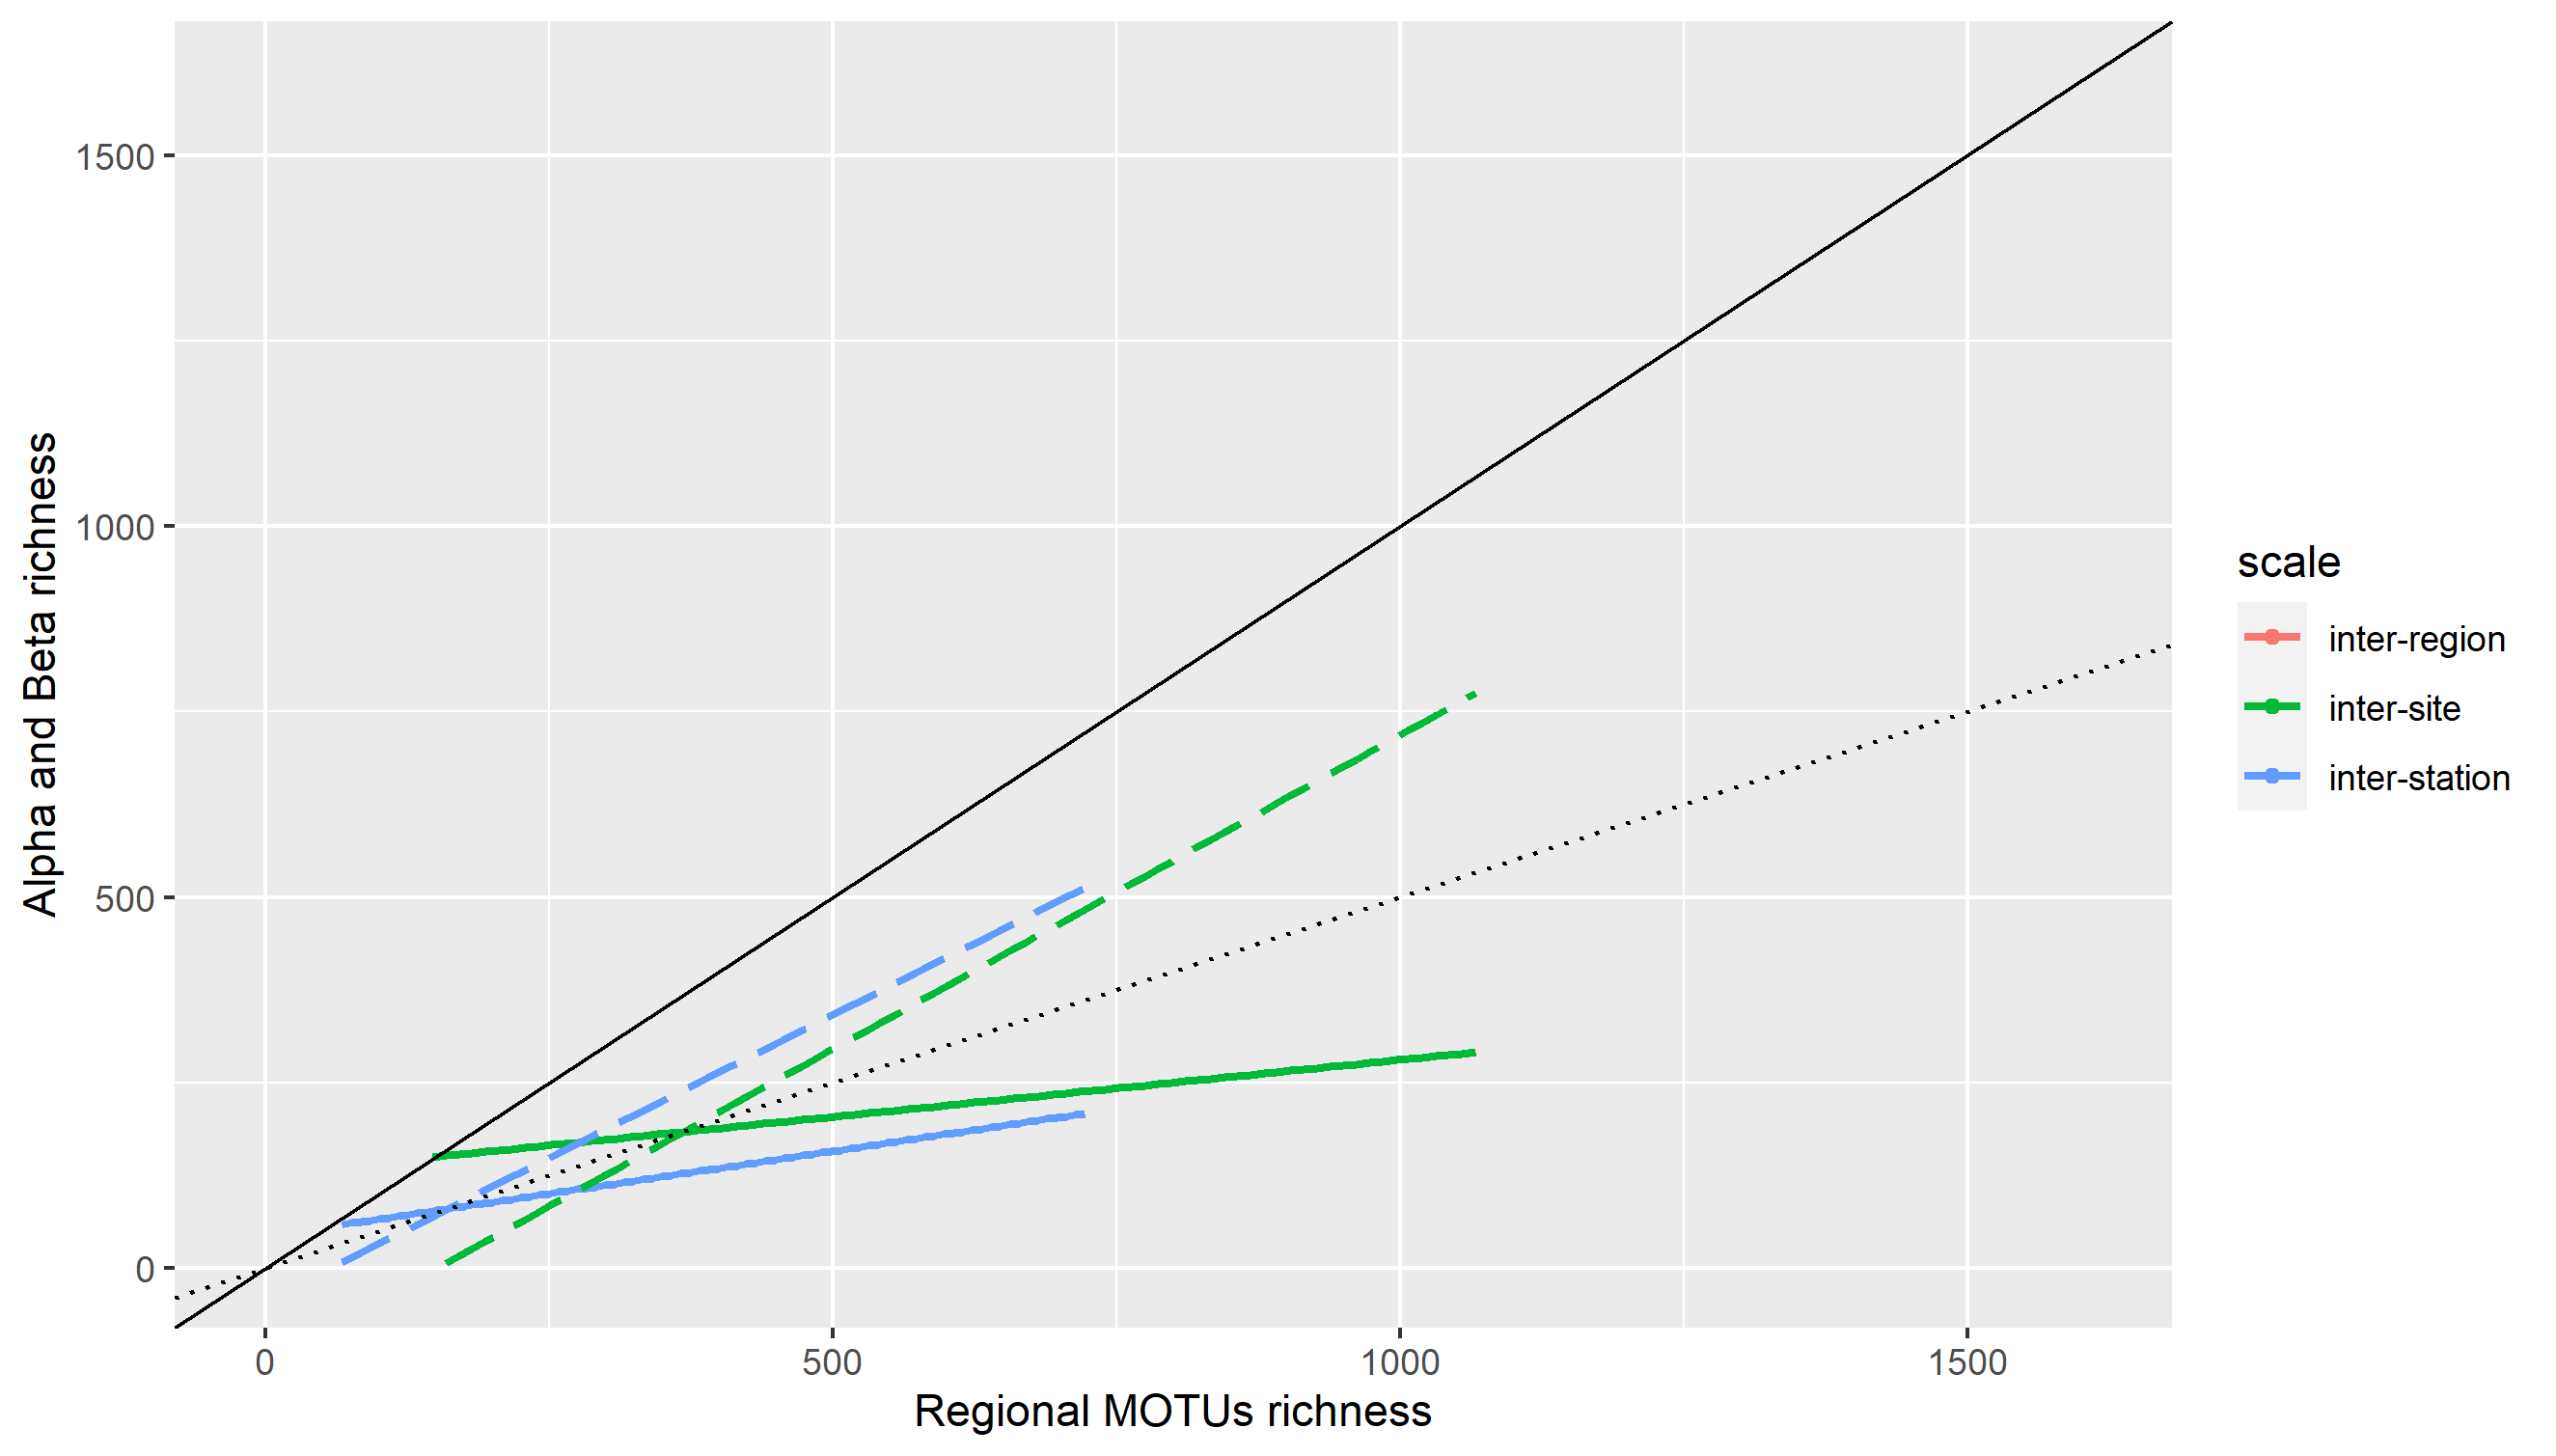 Alpha and Beta richness
1500
1000
500
0
0
500
1000
1500
Regional MOTUs richness
scale
inter-region
inter-site
inter-station